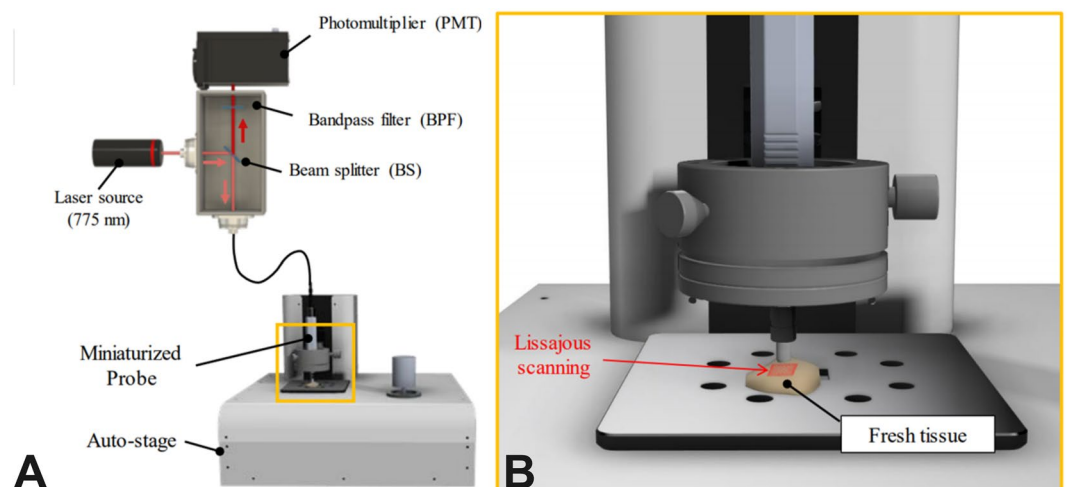 Photomultiplier (PMT)
Bandpass filter (BPF)
Beam splitter (BS)
Laser source
(775 nm)
Miniaturized
Probe
Auto-stage
A
Lissajous
scanning
Fresh tissue
B